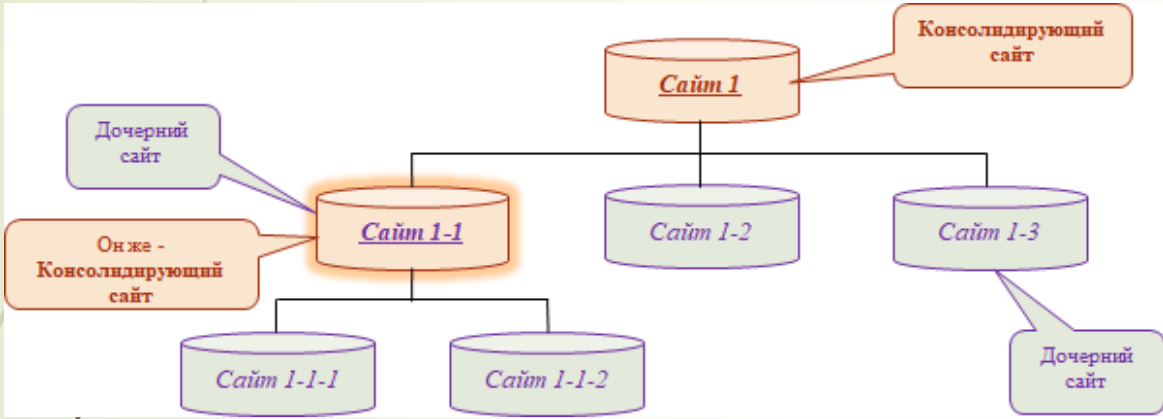 Консолидирующий
сайт
Сайт 1
Дочерний
сайт
Сайт 1-1
Сайт 1-2
Сайт 1-3
Он же -
Консолидирующий
сайт
Сайт 1-1-1
Сайт 1-1-2
Дочерний
сайт